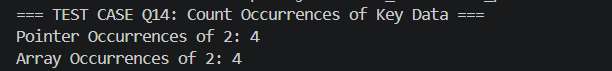 === TEST CASE Q14: Count Occurrences of Key Data ===
Pointer Occurrences of 2: 4
Array Occurrences of 2: 4